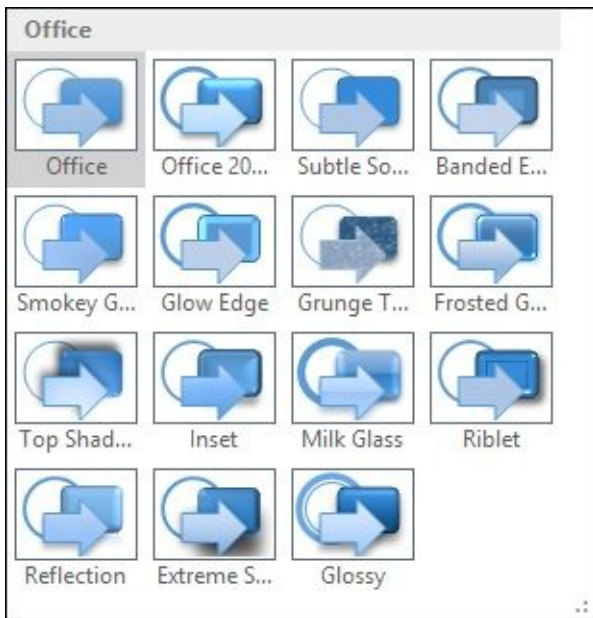 Office
Office Office 20... Subtle So... Banded E...
Smokey G... Glow Edge Grunge T... Frosted G...
Top Shad... Inset Milk Glass Riblet
Reflection Extreme S... Glossy